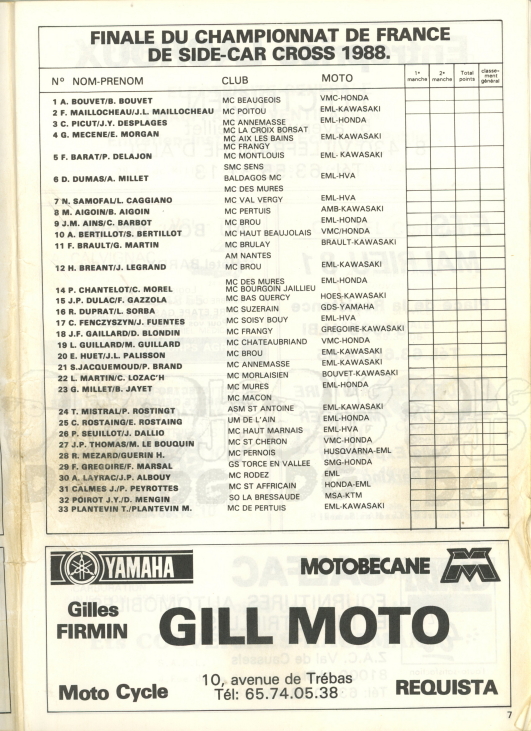 FINALE DU CHAMPIONNAT DE FRANCE
DE SIDE-CAR CROSS 1988.
N° NOM-PRENOM CLUB MOTO 1e manche 2e manche Total points classement général
1 A. BOUVET/B. BOUVET MC BEAUGEOIS VMC-HONDA
2 F. MAILLOCHEAU/J.L. MAILLOCHEAU MC POITOU EML-KAWASAKI
3 C. PICUT/J.Y. DESPLAGES MC ANNEMASSE EML-HONDA
MC LA CROIX BORSAT
4 G. MECENE/E. MORGAN MC AIX LES BAINS EML-KAWASAKI
MC FRANGY
5 F. BARAT/P. DELAJON MC MONTLOUIS EML-KAWASAKI
SMC SENS
6 D. DUMAS/A. MILLET BALDAGOS MC EML-HVA
MC DES MURES
7 N. SAMOFAL/L. CAGGIANO MC VAL VERGY EML-HVA
8 M. AIGOIN/B. AIGOIN MC PERTUIS AMB-KAWASAKI
9 J.M. AINS/C. BARBOT MC BROU EML-HONDA
10 A. BERTILLOT/S. BERTILLOT MC HAUT BEAUJOLAIS VMC/HONDA
11 F. BRAULT/G. MARTIN MC BRULAY BRAULT-KAWASAKI
AM NANTES
12 H. BREANT/J. LEGRAND MC BROU EML-KAWASAKI
MC DES MURES EML-HONDA
14 P. CHANTELOT/C. MOREL MC BOURGOIN JAILLIEU
15 J.P. DULAC/F. GAZZOLA MC BAS QUERCY HOES-KAWASAKI
16 R. DUPRAT/L. SORBA MC SUZERAIN GDS-YAMAHA
17 C. FENCZYSZYN/J. FUENTES MC SOISY BOUY EML-HVA
18 J.F. GAILLARD/D. BLONDIN MC FRANGY GREGOIRE-KAWASAKI
19 L. GUILLARD/M. GUILLARD MC CHATEAUBRIAND VMC-HONDA
20 E. HUET/J.L. PALISSON MC BROU EML-KAWASAKI
21 S.JACQUEMOUD/P. BRAND MC ANNEMASSE EML-KAWASAKI
22 L. MARTIN/C. LOZAC'H MC MORLAISIEN BOUVET-KAWASAKI
23 G. MILLET/B. JAYET MC MURES EML-HONDA
MC MACON
24 T. MISTRAL/P. ROSTINGT ASM ST ANTOINE EML-KAWASAKI
25 C. ROSTAING/E. ROSTAING UM DE L'AIN EML-HONDA
26 P. SEUILLOT/J. DALLIO MC HAUT MARNAIS EML-HVA
27 J.P. THOMAS/M. LE BOUQUIN MC ST CHERON VMC-HONDA
28 R. MEZARD/GUERIN H. MC PERNOIS HUSQVARNA-EML
29 F. GREGOIRE/F. MARSAL GS TORCE EN VALLEE SMG-HONDA
30 A. LAYRAC/J.P. ALBOUY MC RODEZ EML
31 CALMES J./P. PEYROTTES MC ST AFFRICAIN HONDA-EML
32 POIROT J.Y./D. MENGIN SO LA BRESSAUDE MSA-KTM
33 PLANTEVIN T./PLANTEVIN M. MC DE PERTUIS EML-KAWASAKI
YAMAHA MOTOBECANE
Gilles
FIRMIN
GILL MOTO
Moto Cycle
10, avenue de Trébas
Tél: 65.74.05.38
REQUISTA
7